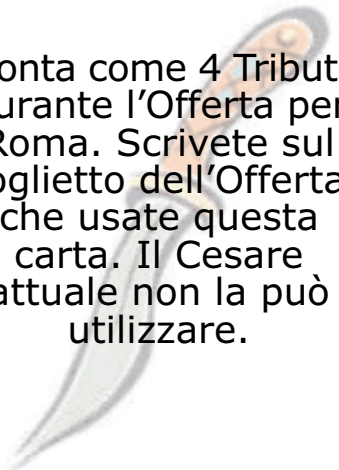 onta come 4 Tribut
urante l’Offerta per
Roma. Scrivete sul
oglietto dell’Offerta
che usate questa
carta. Il Cesare
attuale non la può
utilizzare.